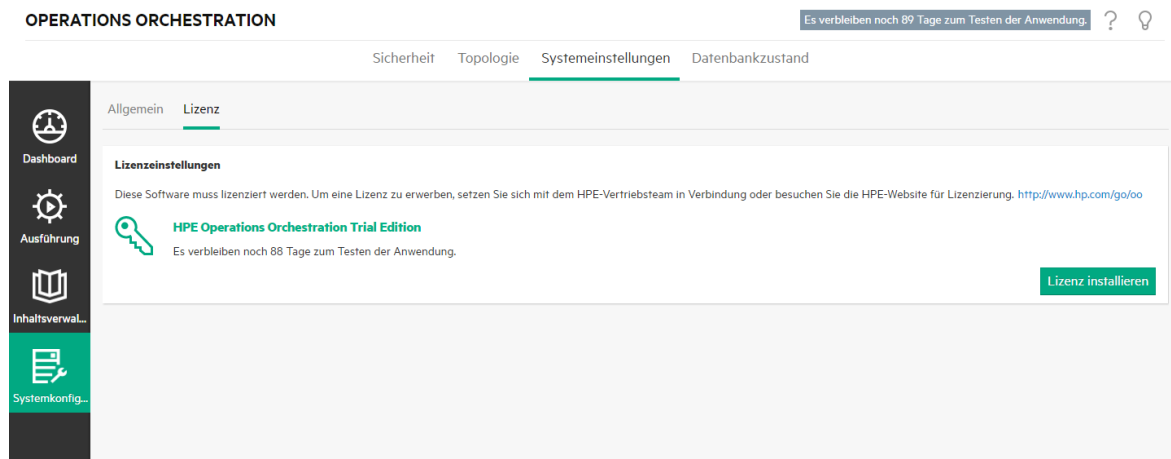 OPERATIONS ORCHESTRATION
Es verbleiben noch 89 Tage zum Testen der Anwendung.
?
Sicherheit Topologie Systemeinstellungen Datenbankzustand
Allgemein Lizenz
Dashboard
Ausführung
Inhaltsverwal...
Systemkonfig...
Lizenzeinstellungen
Diese Software muss lizenziert werden. Um eine Lizenz zu erwerben, setzen Sie sich mit dem HPE-Vertriebsteam in Verbindung oder besuchen Sie die HPE-Website für Lizenzierung. http://www.hp.com/go/oo
HPE Operations Orchestration Trial Edition
Es verbleiben noch 88 Tage zum Testen der Anwendung.
Lizenz installieren